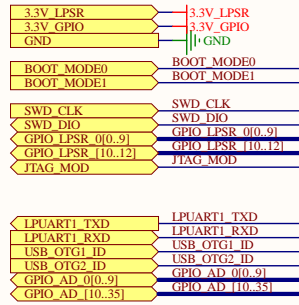 3.3V_LPSR 3.3V_LPSR
3.3V_GPIO 3.3V_GPIO
GND GND
BOOT_MODE0 BOOT_MODE0
BOOT_MODE1 BOOT_MODE1
SWD_CLK SWD_CLK
SWD_DIO SWD_DIO
GPIO_LPSR_0[0..9] GPIO_LPSR_0[0..9]
GPIO_LPSR_[10..12] GPIO_LPSR_[10..12]
JTAG_MOD JTAG_MOD
LPUART1_TXD LPUART1_TXD
LPUART1_RXD LPUART1_RXD
USB_OTG1_ID USB_OTG1_ID
USB_OTG2_ID USB_OTG2_ID
GPIO_AD_0[0..9] GPIO_AD_0[0..9]
GPIO_AD_[10..35] GPIO_AD_[10..35]